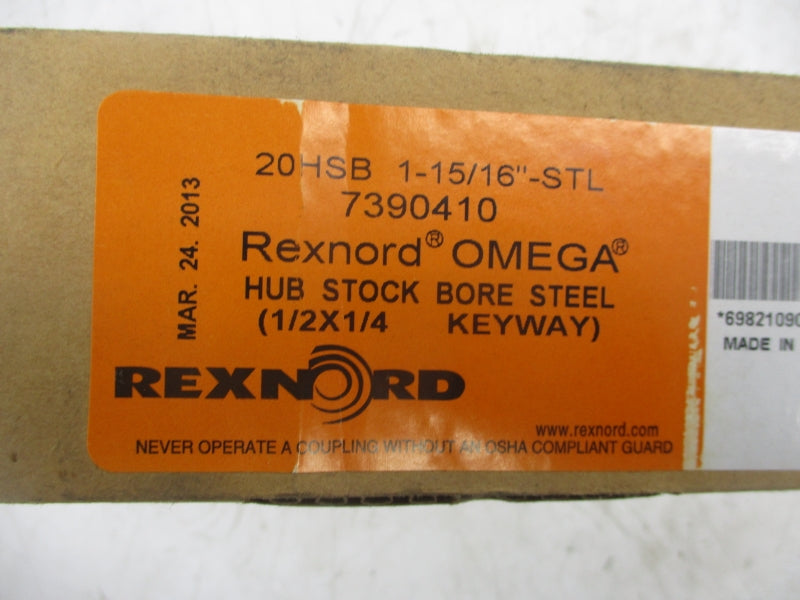 20HSB 1-15/16"-STL
7390410
Rexnord® OMEGA®
HUB STOCK BORE STEEL
(1/2X1/4 KEYWAY)
MAR. 24. 2013
REXNORD
www.rexnord.com
NEVER OPERATE A COUPLING WITHOUT AN OSHA COMPLIANT GUARD
*69821090
MADE IN